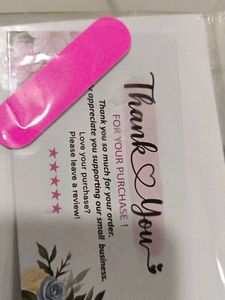 Thank You
FOR YOUR PURCHASE !
Thank you so much for your order.
appreciate you supporting our small business.
Love your purchase?
Please leave a review!